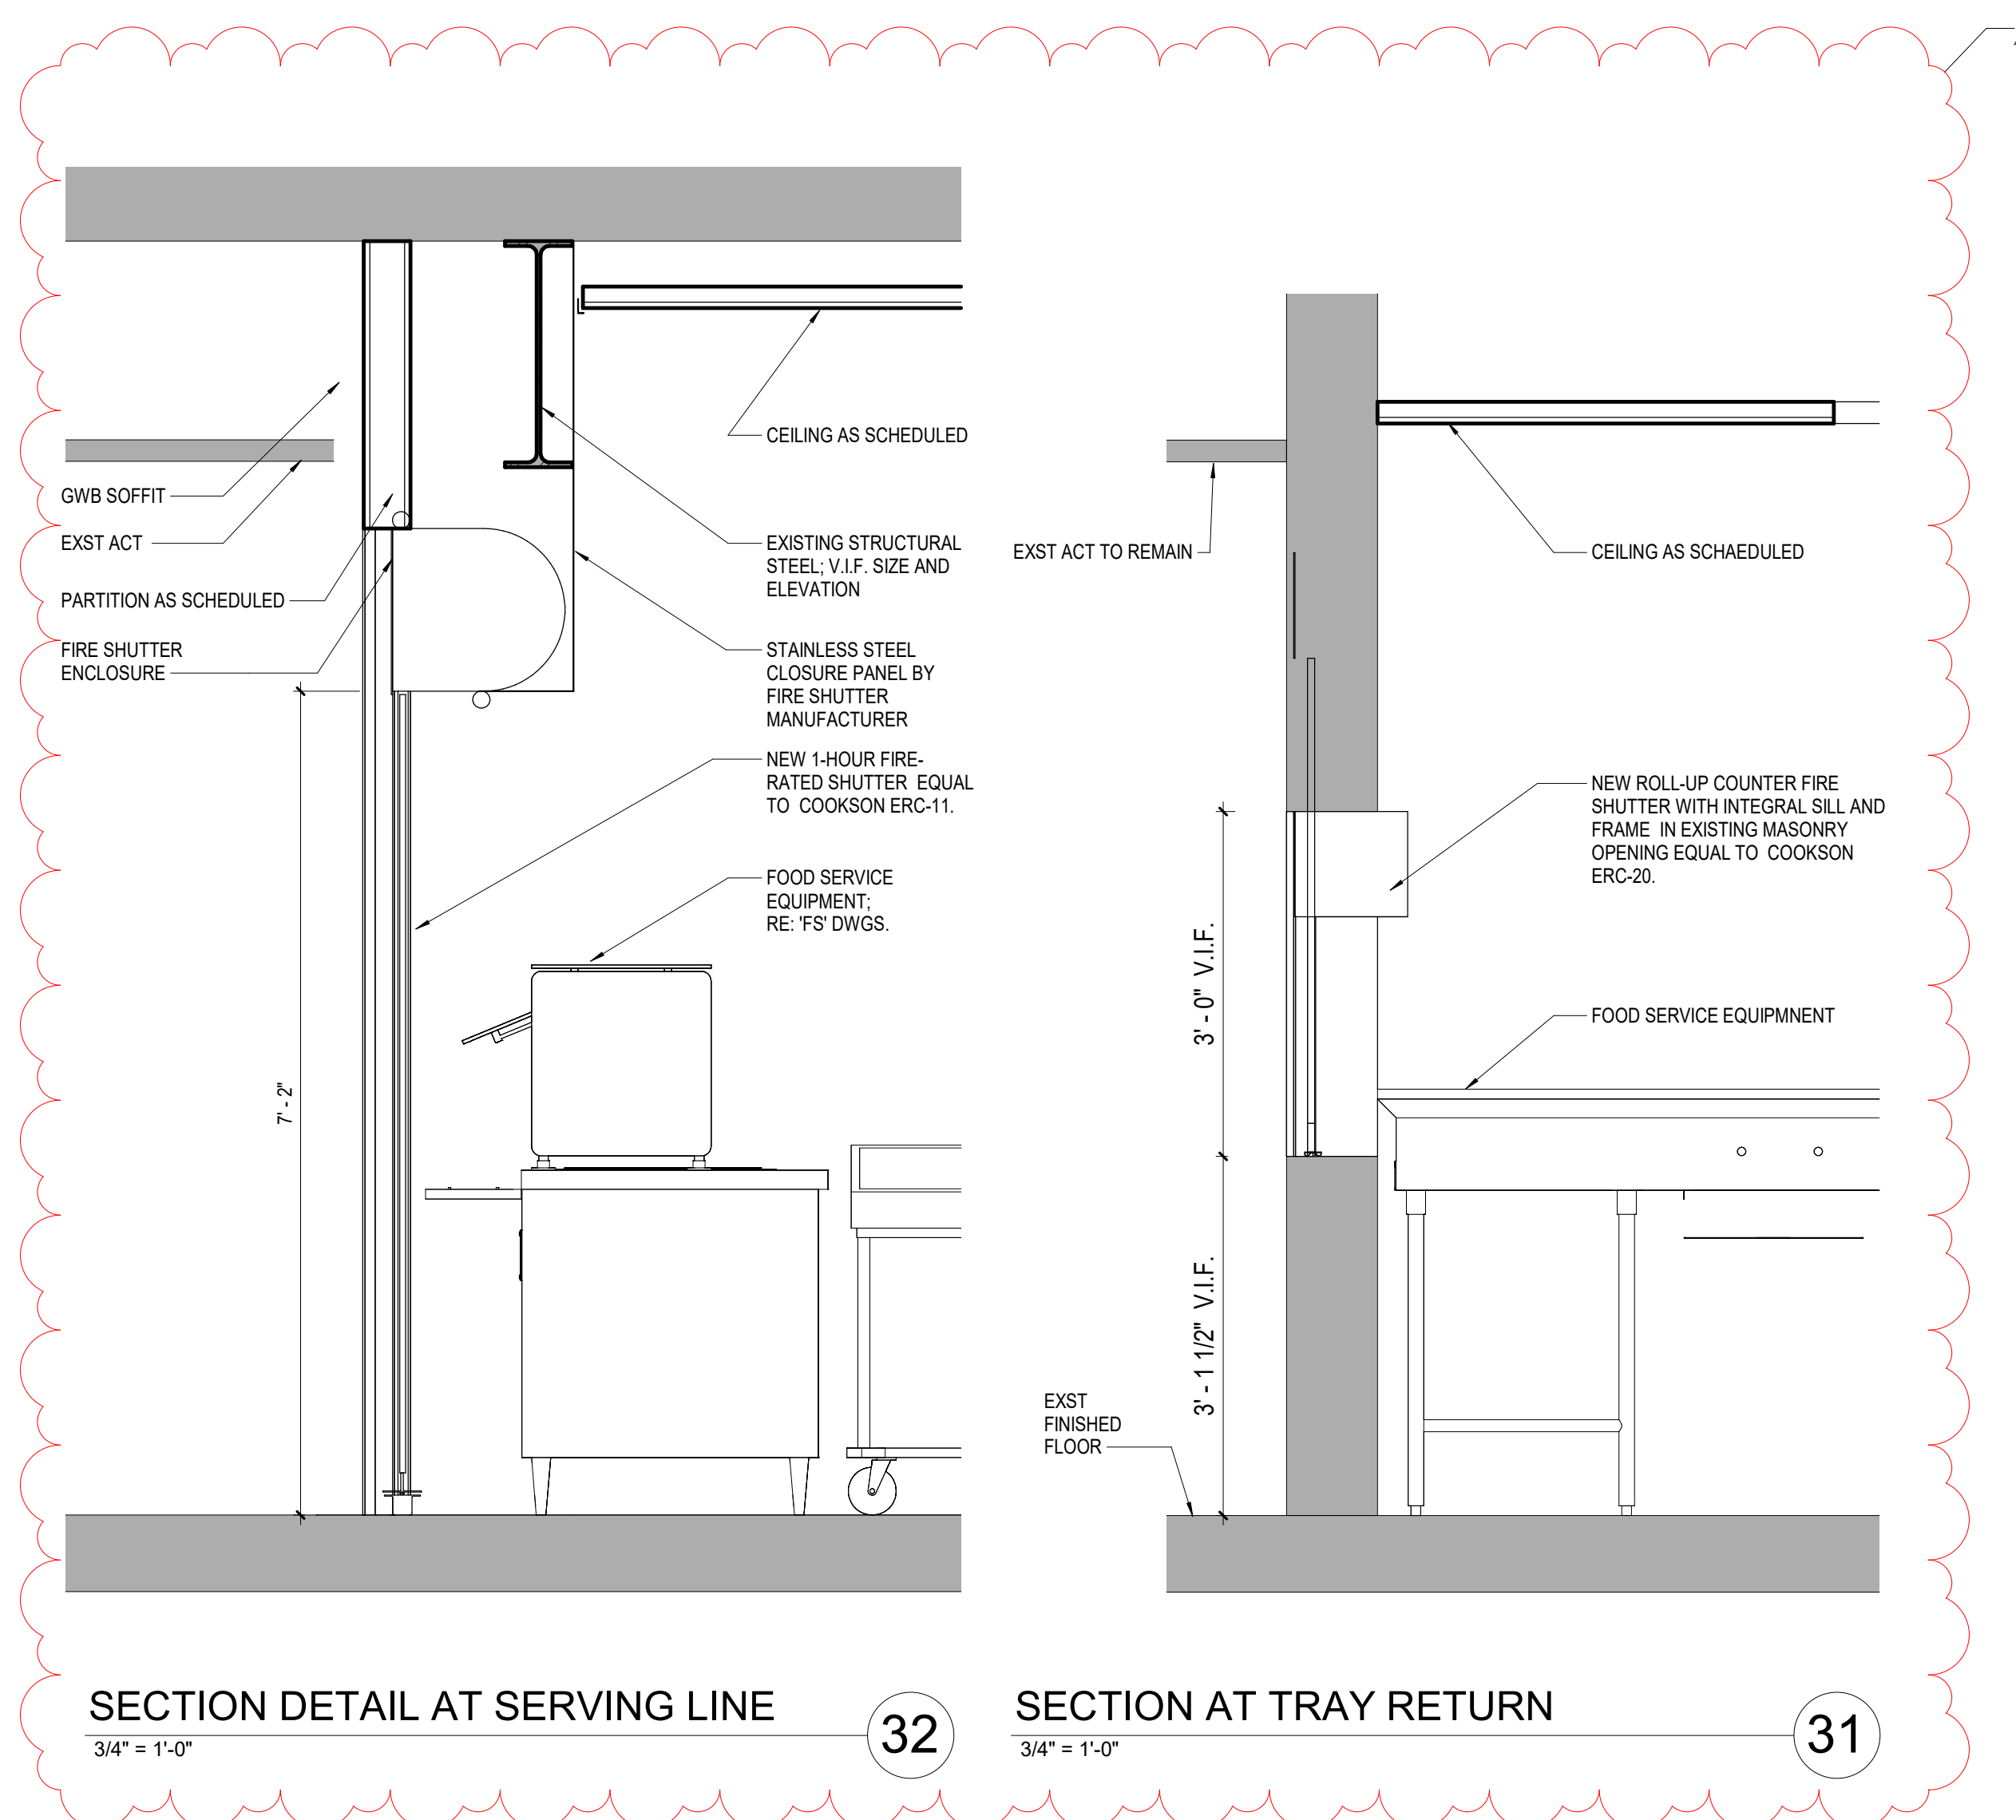 GWB SOFFIT
EXST ACT
PARTITION AS SCHEDULED
FIRE SHUTTER
ENCLOSURE
7' - 2"
CEILING AS SCHEDULED
EXISTING STRUCTURAL
STEEL; V.I.F. SIZE AND
ELEVATION
STAINLESS STEEL
CLOSURE PANEL BY
FIRE SHUTTER
MANUFACTURER
NEW 1-HOUR FIRE-
RATED SHUTTER EQUAL
TO COOKSON ERC-11.
FOOD SERVICE
EQUIPMENT;
RE: 'FS' DWGS.
SECTION DETAIL AT SERVING LINE
32
3/4" = 1'-0"
EXST ACT TO REMAIN
CEILING AS SCHAEDULED
NEW ROLL-UP COUNTER FIRE
SHUTTER WITH INTEGRAL SILL AND
FRAME IN EXISTING MASONRY
OPENING EQUAL TO COOKSON
ERC-20.
3' - 0" V.I.F.
FOOD SERVICE EQUIPMNENT
3' - 1 1/2" V.I.F.
EXST
FINISHED
FLOOR
SECTION AT TRAY RETURN
31
3/4" = 1'-0"